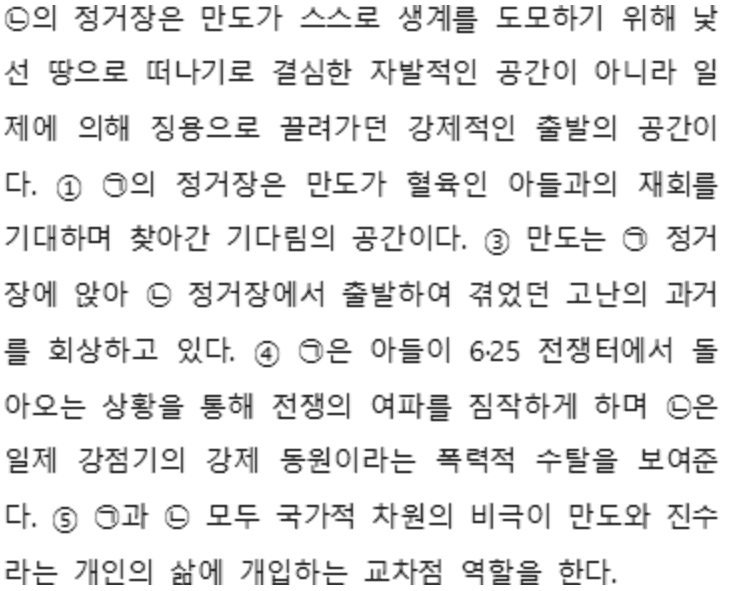 ㉡의 정거장은 만도가 스스로 생계를 도모하기 위해 낯
선 땅으로 떠나기로 결심한 자발적인 공간이 아니라 일
제에 의해 징용으로 끌려가던 강제적인 출발의 공간이
다. ① ㉠의 정거장은 만도가 혈육인 아들과의 재회를
기대하며 찾아간 기다림의 공간이다. ③ 만도는 ㉠ 정거
장에 앉아 ㉡ 정거장에서 출발하여 겪었던 고난의 과거
를 회상하고 있다. ④ ㉠은 아들이 6·25 전쟁터에서 돌
아오는 상황을 통해 전쟁의 여파를 짐작하게 하며 ㉡은
일제 강점기의 강제 동원이라는 폭력적 수탈을 보여준
다. ⑤ ㉠과 ㉡ 모두 국가적 차원의 비극이 만도와 진수
라는 개인의 삶에 개입하는 교차점 역할을 한다.